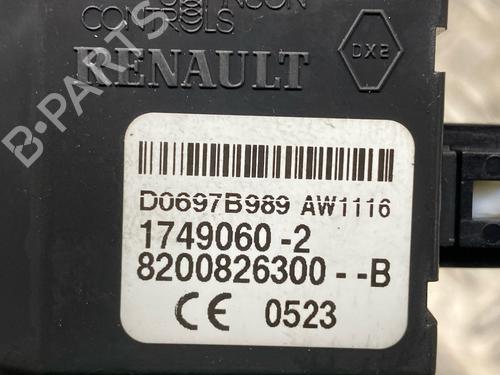 CONTROLS
RENAULT
DX2
B-PARTS
D0697B989 AW1116
1749060-2
8200826300--B
CE 0523